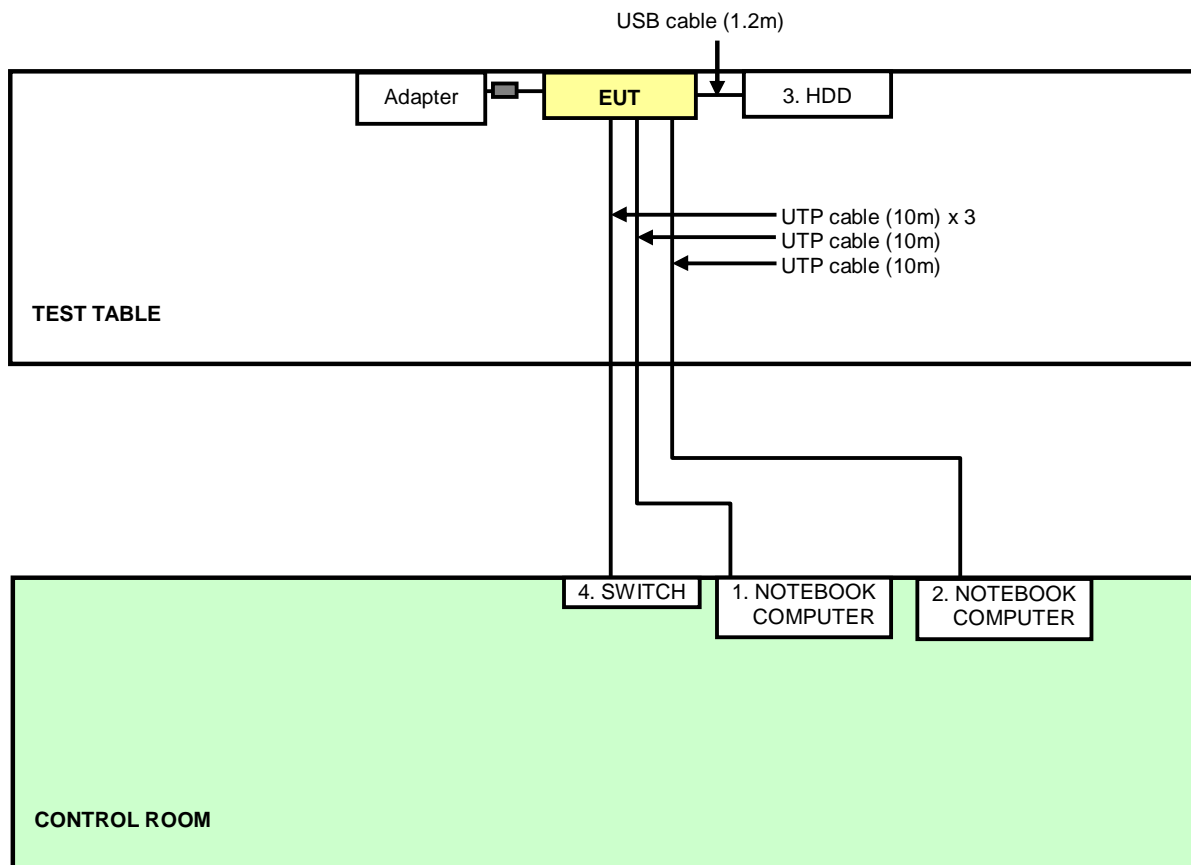 USB cable (1.2m)
Adapter
EUT
3. HDD
UTP cable (10m) x 3
UTP cable (10m)
UTP cable (10m)
TEST TABLE
4. SWITCH
1. NOTEBOOK
COMPUTER
2. NOTEBOOK
COMPUTER
CONTROL ROOM